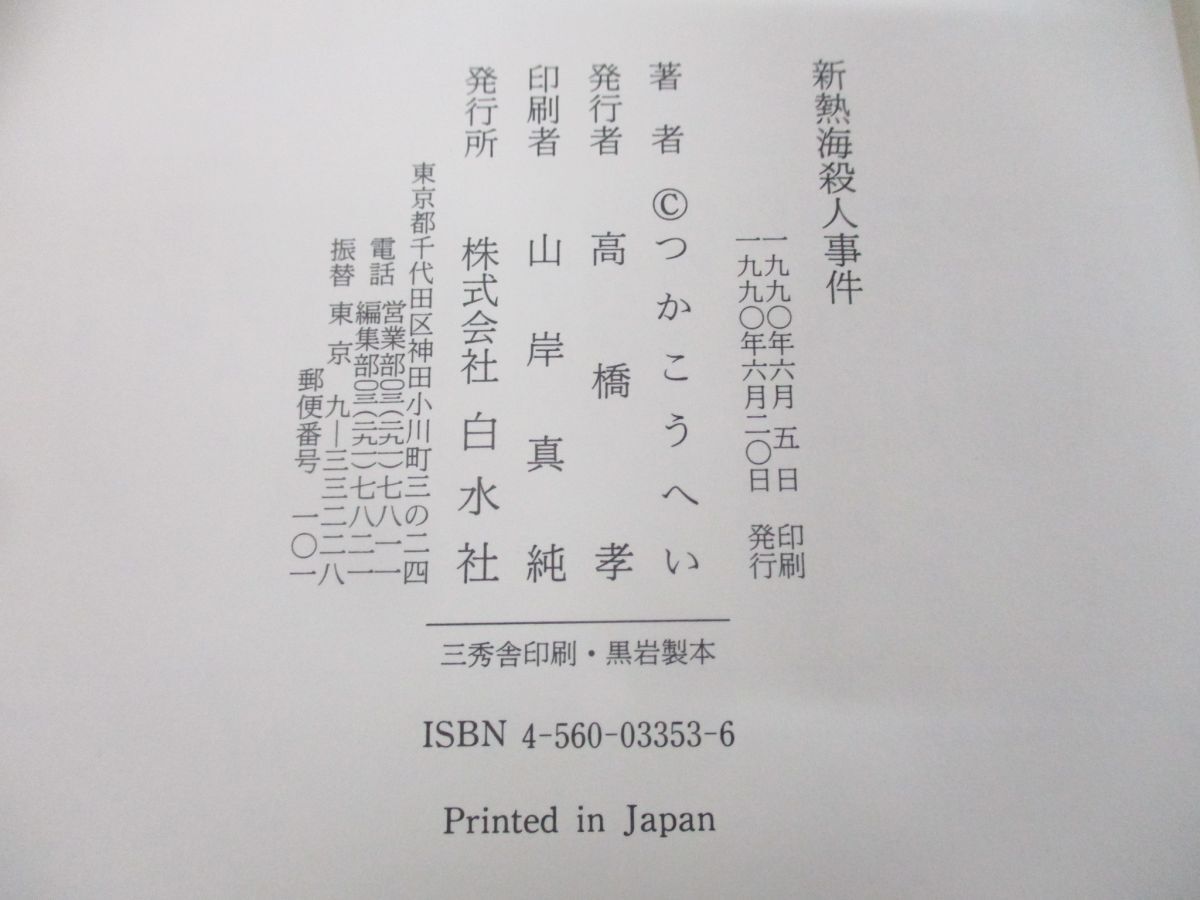 新熱海殺人事件
一九九〇年六月 五 日 印刷
一九九〇年六月二〇日 発行
著 者 ©つかこうへい
発行者 高橋 孝
印刷者 山岸真純
発行所 株式会社 白水社
東京都千代田区神田小川町三の二四
電話 営業部〇三(二九一)七八一一
編集部〇三(二九一)七八二一
振替 東京 九―三三二二八
郵便番号 一〇一
三秀舎印刷・黒岩製本
ISBN 4-560-03353-6
Printed in Japan